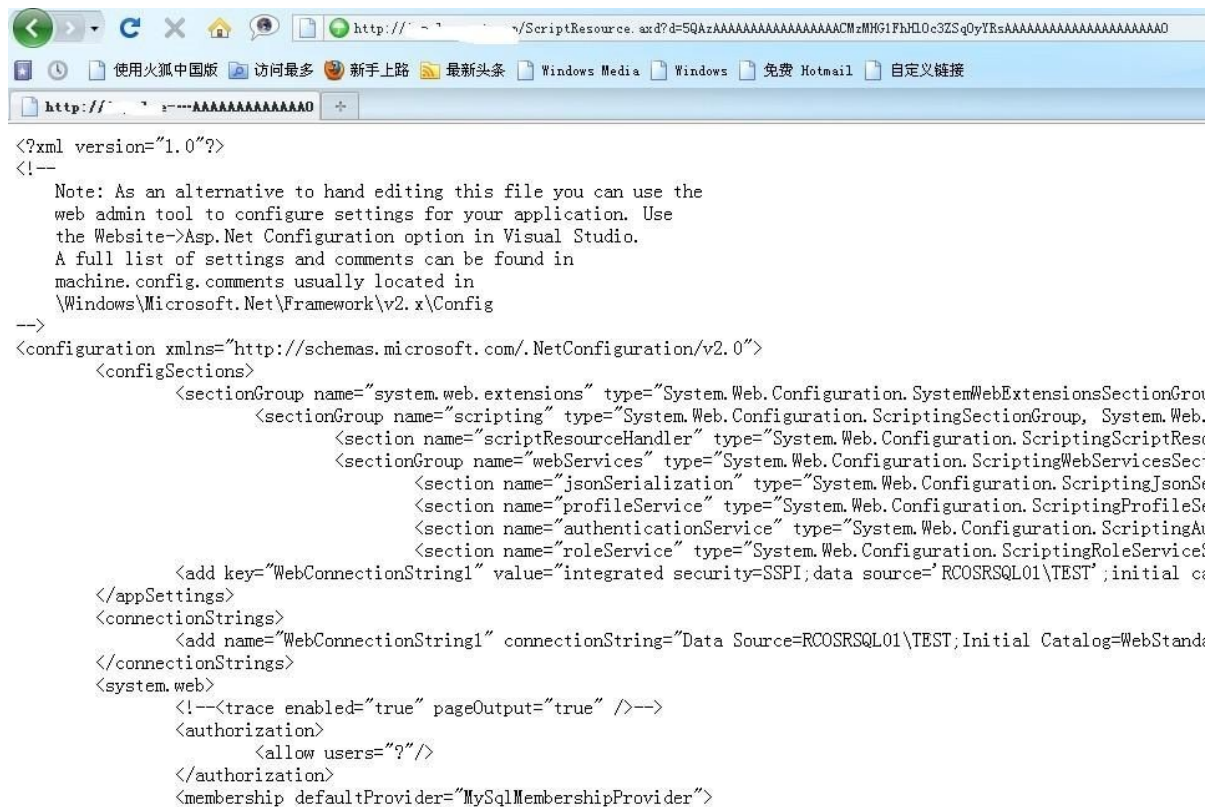 http:// /ScriptResource.axd?d=5QAzAAAAAAAAAAAAAAAAACMzMHG1FhHLOc3ZSqOyYRsAAAAAAAAAAAAAAAAAAAAAO
使用火狐中国版 访问最多 新手上路 最新头条 Windows Media Windows 免费 Hotmail 自定义链接
http:// AAAAAAAAAAAAAO
<?xml version="1.0"?>
<!--
    Note: As an alternative to hand editing this file you can use the
    web admin tool to configure settings for your application. Use
    the Website->Asp.Net Configuration option in Visual Studio.
    A full list of settings and comments can be found in
    machine.config.comments usually located in
    \Windows\Microsoft.Net\Framework\v2.x\Config
-->
<configuration xmlns="http://schemas.microsoft.com/.NetConfiguration/v2.0">
        <configSections>
                <sectionGroup name="system.web.extensions" type="System.Web.Configuration.SystemWebExtensionsSectionGrou
                        <sectionGroup name="scripting" type="System.Web.Configuration.ScriptingSectionGroup, System.Web.
                                <section name="scriptResourceHandler" type="System.Web.Configuration.ScriptingScriptReso
                                <sectionGroup name="webServices" type="System.Web.Configuration.ScriptingWebServicesSect
                                        <section name="jsonSerialization" type="System.Web.Configuration.ScriptingJsonSe
                                        <section name="profileService" type="System.Web.Configuration.ScriptingProfileSe
                                        <section name="authenticationService" type="System.Web.Configuration.ScriptingAu
                                        <section name="roleService" type="System.Web.Configuration.ScriptingRoleServiceS
                <add key="WebConnectionString1" value="integrated security=SSPI;data source='RCOSRSQL01\TEST';initial ca
        </appSettings>
        <connectionStrings>
                <add name="WebConnectionString1" connectionString="Data Source=RCOSRSQL01\TEST;Initial Catalog=WebStanda
        </connectionStrings>
        <system.web>
                <!--<trace enabled="true" pageOutput="true" />-->
                <authorization>
                        <allow users="?"/>
                </authorization>
                <membership defaultProvider="MySqlMembershipProvider">